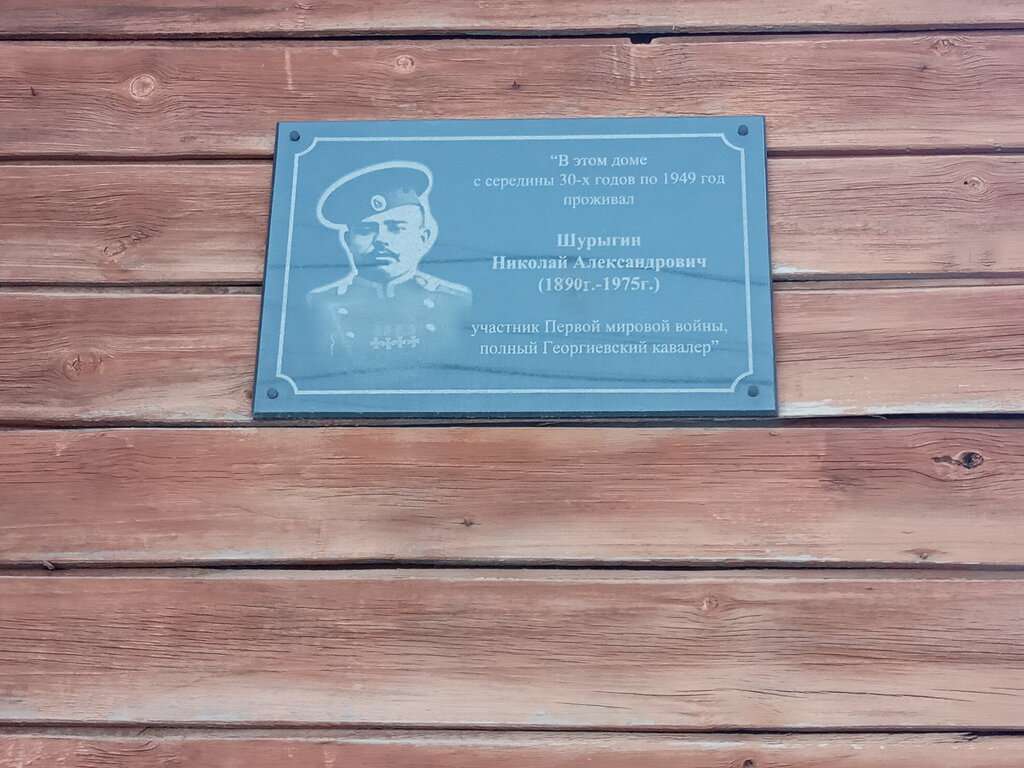 “В этом доме
с середины 30-х годов по 1949 год
проживал
Шурыгин
Николай Александрович
(1890г.-1975г.)
участник Первой мировой войны,
полный Георгиевский кавалер”